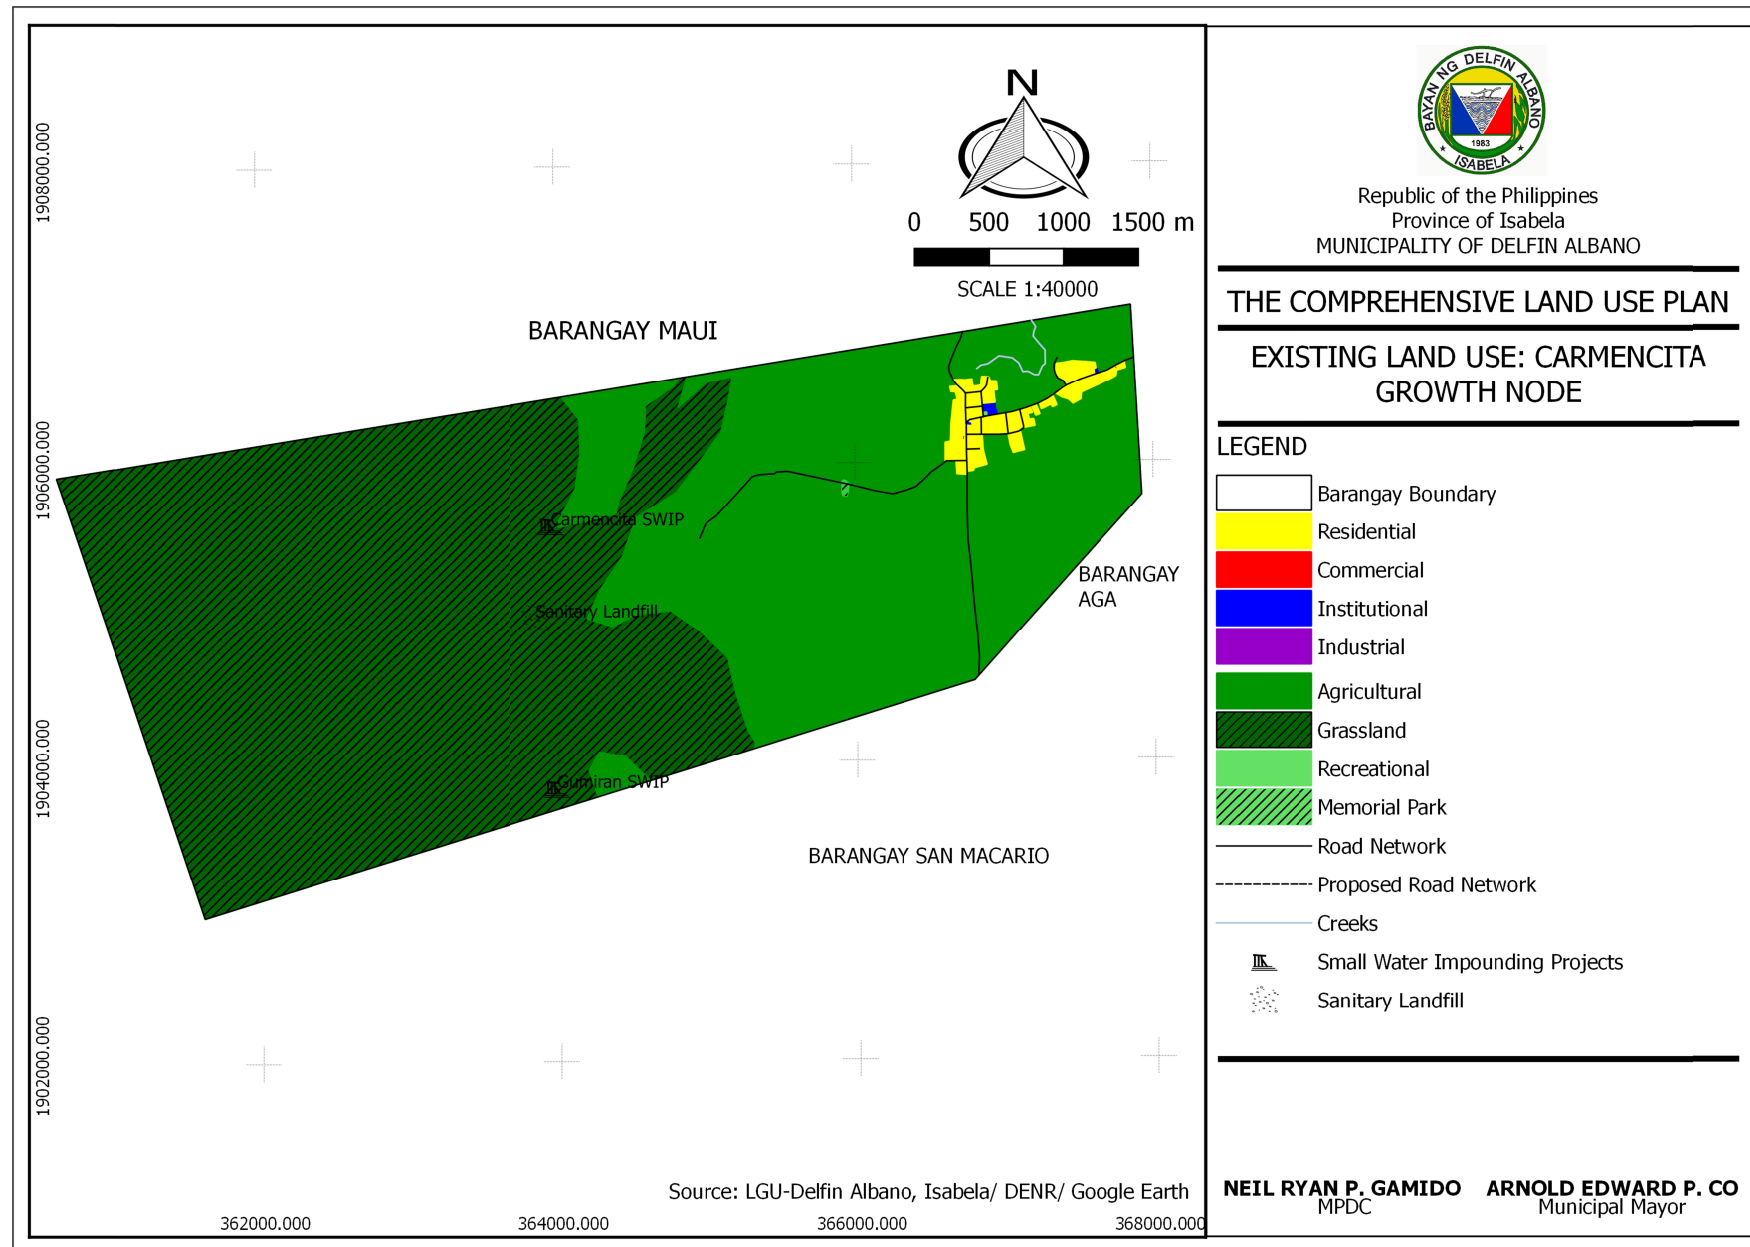 N
0 500 1000 1500 m
SCALE 1:40000
BARANGAY MAUI
Carmencita SWIP
Sanitary Landfill
Gumiran SWIP
BARANGAY
AGA
BARANGAY SAN MACARIO
1908000.000
1906000.000
1904000.000
1902000.000
362000.000
364000.000
366000.000
368000.000
Source: LGU-Delfin Albano, Isabela/ DENR/ Google Earth
BAYAN NG DELFIN ALBANO
1983
ISABELA
Republic of the Philippines
Province of Isabela
MUNICIPALITY OF DELFIN ALBANO
THE COMPREHENSIVE LAND USE PLAN
EXISTING LAND USE: CARMENCITA
GROWTH NODE
LEGEND
Barangay Boundary
Residential
Commercial
Institutional
Industrial
Agricultural
Grassland
Recreational
Memorial Park
Road Network
Proposed Road Network
Creeks
Small Water Impounding Projects
Sanitary Landfill
NEIL RYAN P. GAMIDO
MPDC
ARNOLD EDWARD P. CO
Municipal Mayor